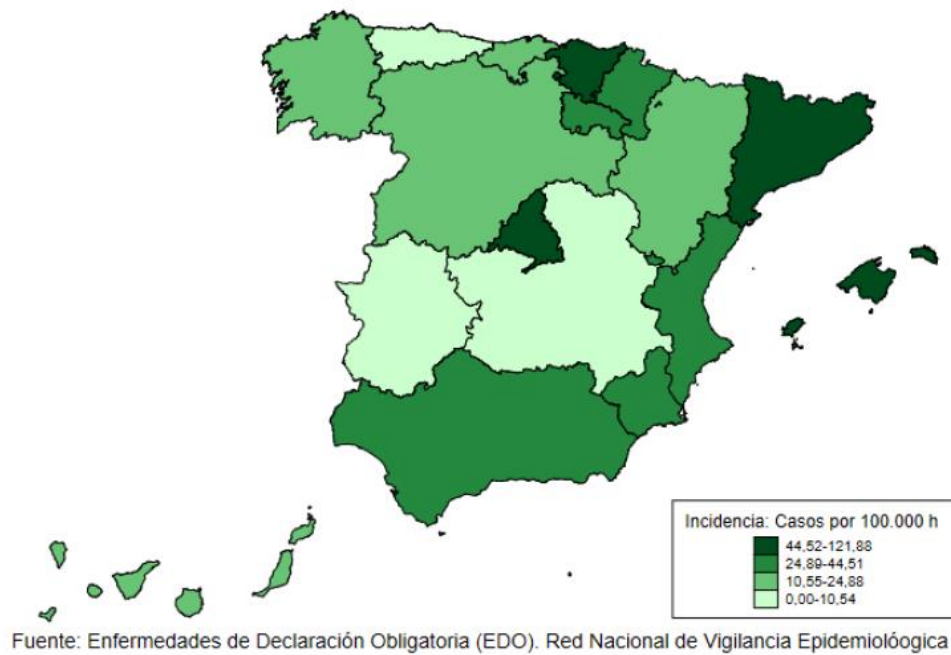 Incidencia: Casos por 100.000 h
44,52-121,88
24,89-44,51
10,55-24,88
0,00-10,54
Fuente: Enfermedades de Declaración Obligatoria (EDO). Red Nacional de Vigilancia Epidemiolóogica